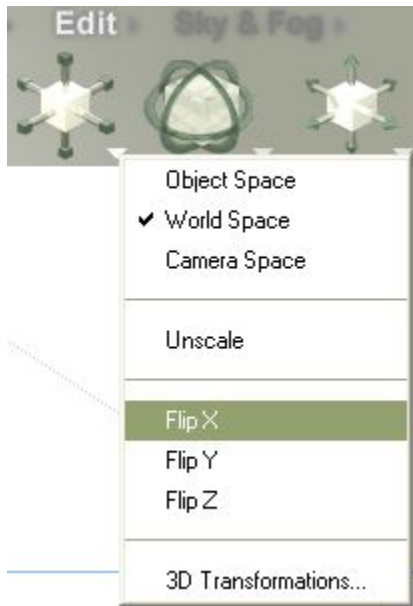 Edit Sky & Fog
Object Space
World Space
Camera Space
Unscale
Flip X
Flip Y
Flip Z
3D Transformations...